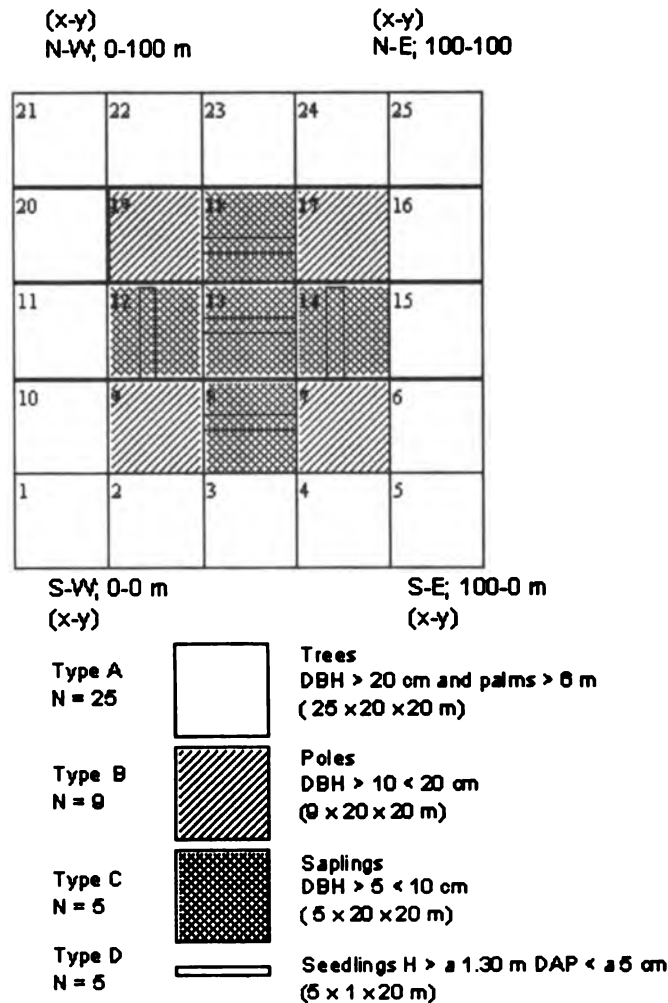 (x-y)
N-W; 0-100 m
(x-y)
N-E; 100-100
21 22 23 24 25
20 19 18 17 16
11 12 13 14 15
10 9 8 7 6
1 2 3 4 5
S-W; 0-0 m
(x-y)
S-E; 100-0 m
(x-y)
Type A
N = 25
Trees
DBH > 20 cm and palms > 6 m
( 25 x20 x20 m)
Type B
N = 9
Poles
DBH > 10 < 20 cm
(9 x 20 x 20 m)
Type C
N = 5
Saplings
DBH > 5 < 10 cm
( 5 x 20 x 20 m)
Type D
N = 5
Seedlings H > a 1.30 m DAP < a 5 cm
(5 x 1 x 20 m)